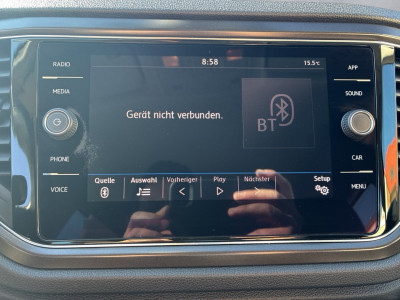 RADIO
MEDIA
PHONE
VOICE
8:58
15.5°C
Gerät nicht verbunden.
BT
Quelle Auswahl Vorheriger Play Nächster Setup
APP
SOUND
CAR
MENU